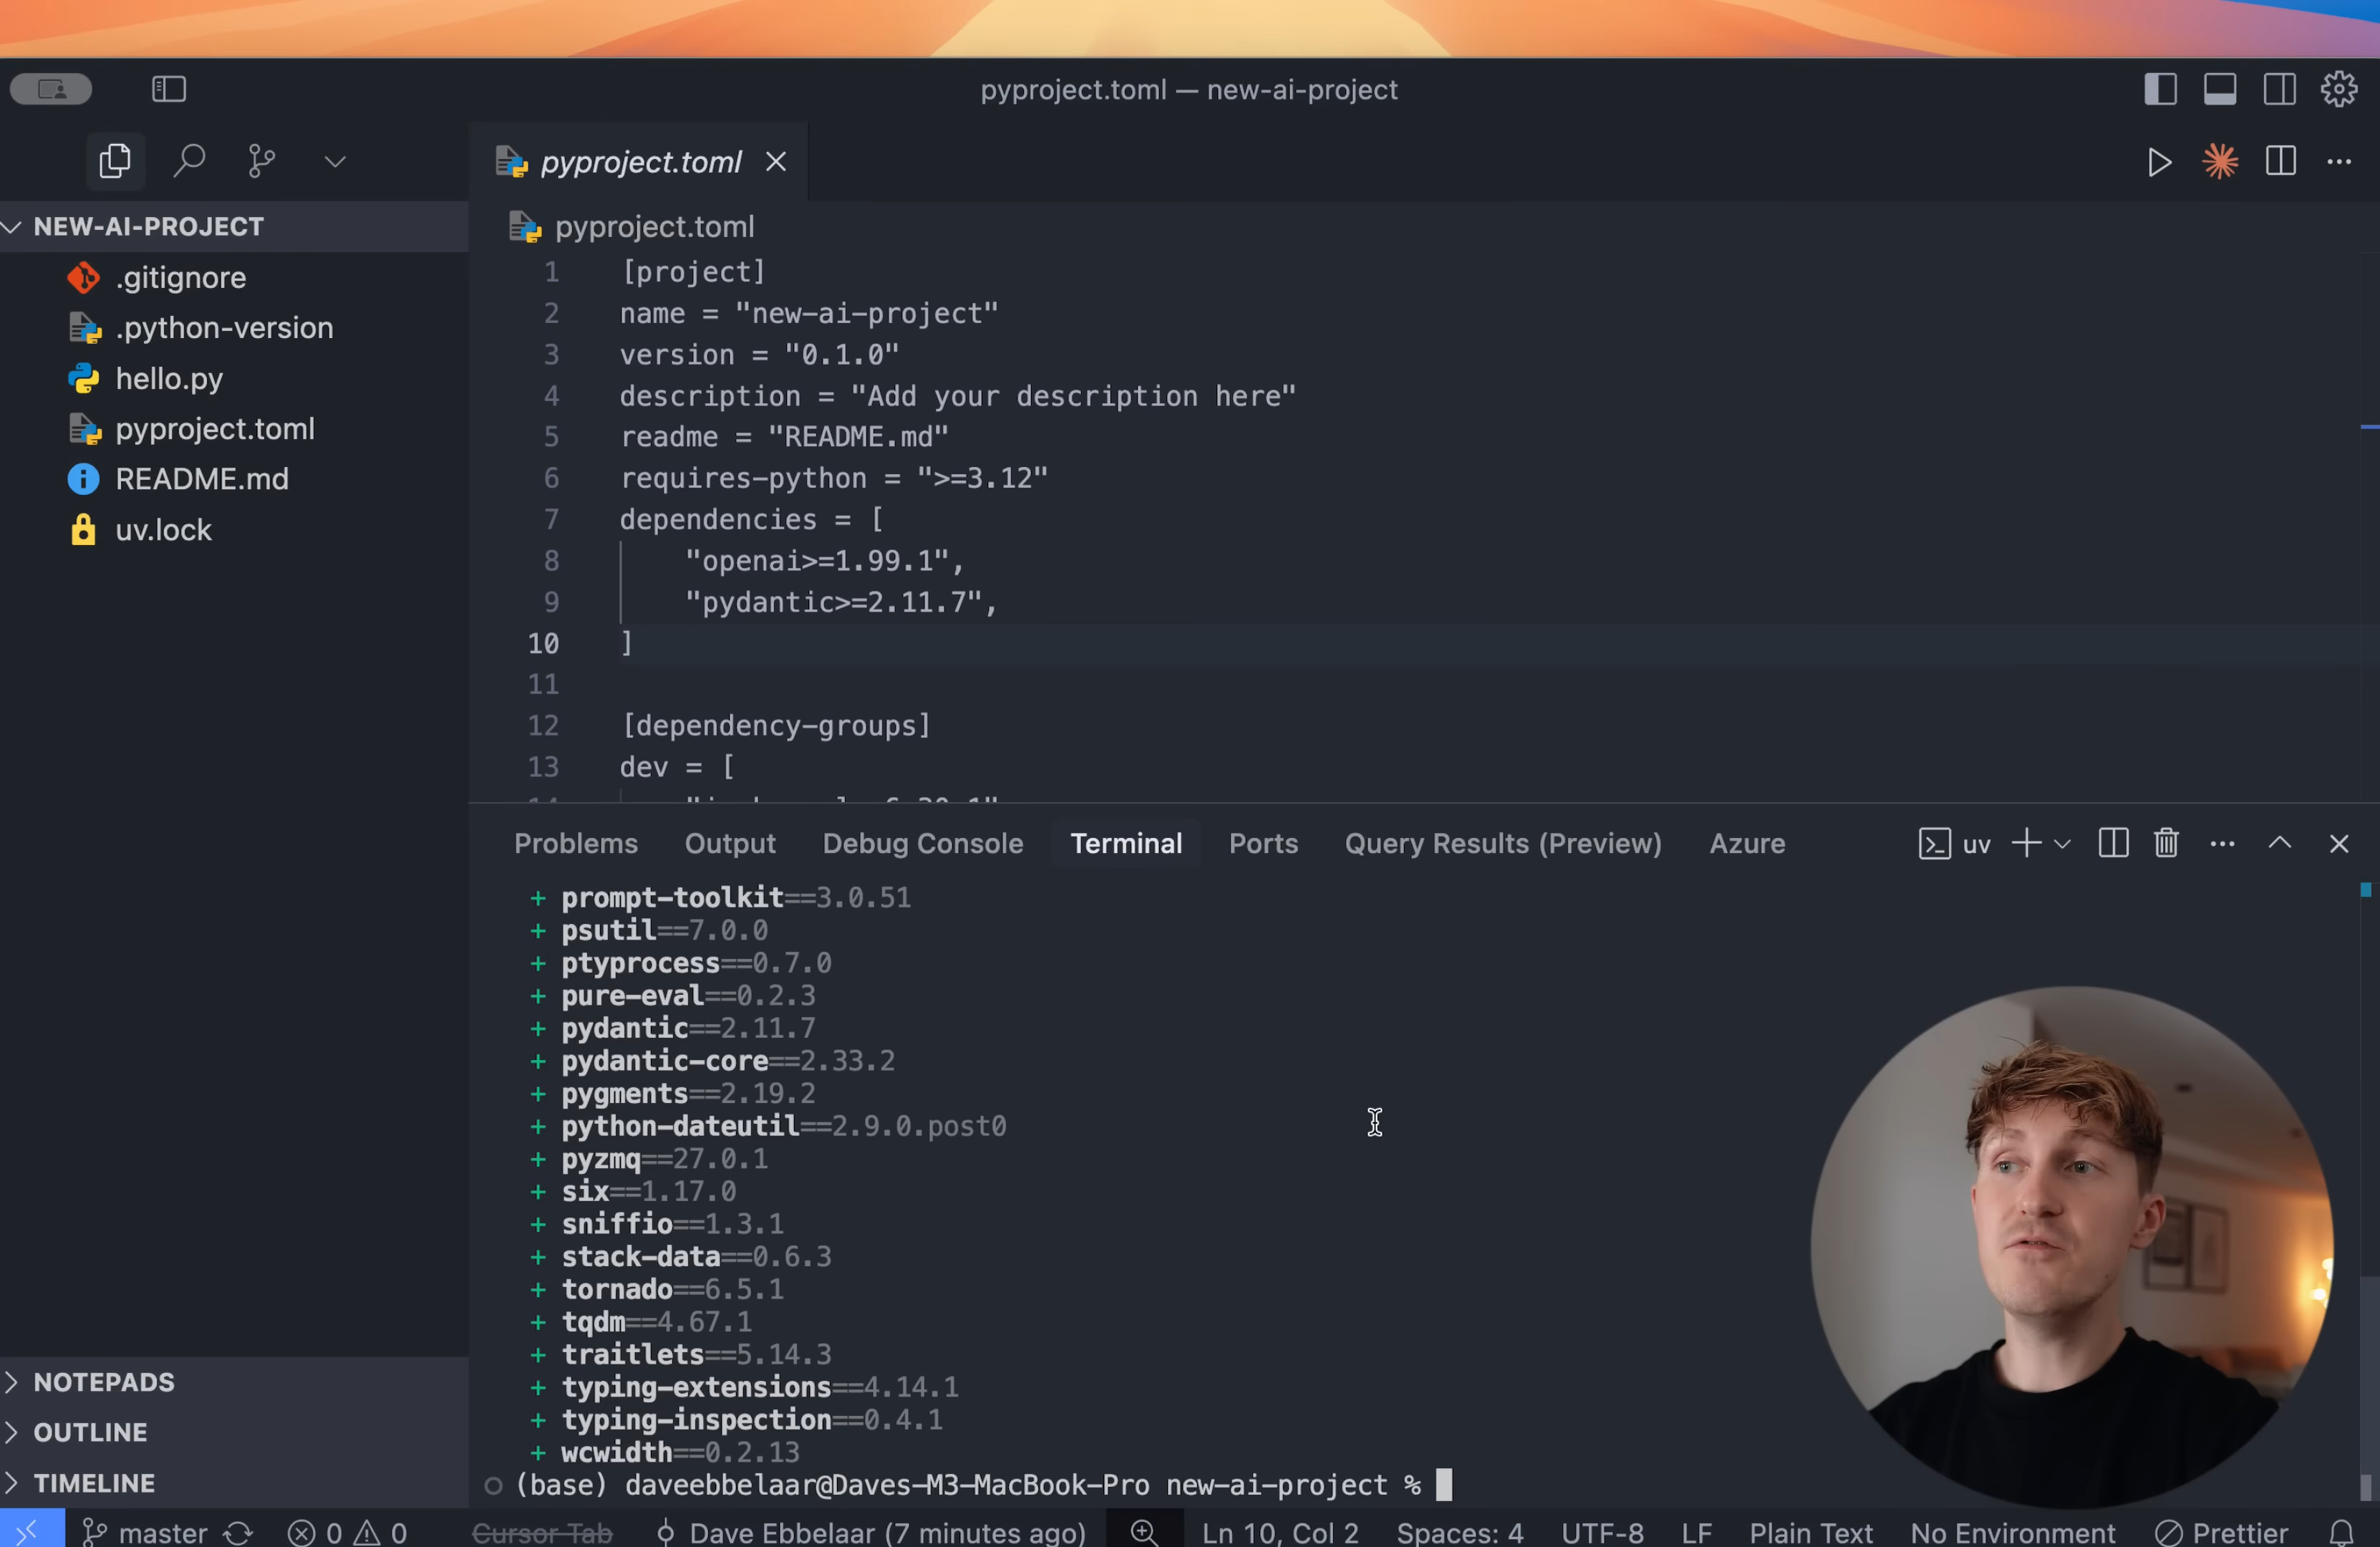 pyproject.toml — new-ai-project
pyproject.toml
NEW-AI-PROJECT
.gitignore
.python-version
hello.py
pyproject.toml
README.md
uv.lock
NOTEPADS
OUTLINE
TIMELINE
pyproject.toml
1 [project]
2 name = "new-ai-project"
3 version = "0.1.0"
4 description = "Add your description here"
5 readme = "README.md"
6 requires-python = ">=3.12"
7 dependencies = [
8 "openai>=1.99.1",
9 "pydantic>=2.11.7",
10 ]
11
12 [dependency-groups]
13 dev = [
Problems Output Debug Console Terminal Ports Query Results (Preview) Azure uv
+ prompt-toolkit==3.0.51
+ psutil==7.0.0
+ ptyprocess==0.7.0
+ pure-eval==0.2.3
+ pydantic==2.11.7
+ pydantic-core==2.33.2
+ pygments==2.19.2
+ python-dateutil==2.9.0.post0
+ pyzmq==27.0.1
+ six==1.17.0
+ sniffio==1.3.1
+ stack-data==0.6.3
+ tornado==6.5.1
+ tqdm==4.67.1
+ traitlets==5.14.3
+ typing-extensions==4.14.1
+ typing-inspection==0.4.1
+ wcwidth==0.2.13
(base) daveebbelaar@Daves-M3-MacBook-Pro new-ai-project %
master 0 0 Cursor Tab Dave Ebbelaar (7 minutes ago) Ln 10, Col 2 Spaces: 4 UTF-8 LF Plain Text No Environment Prettier